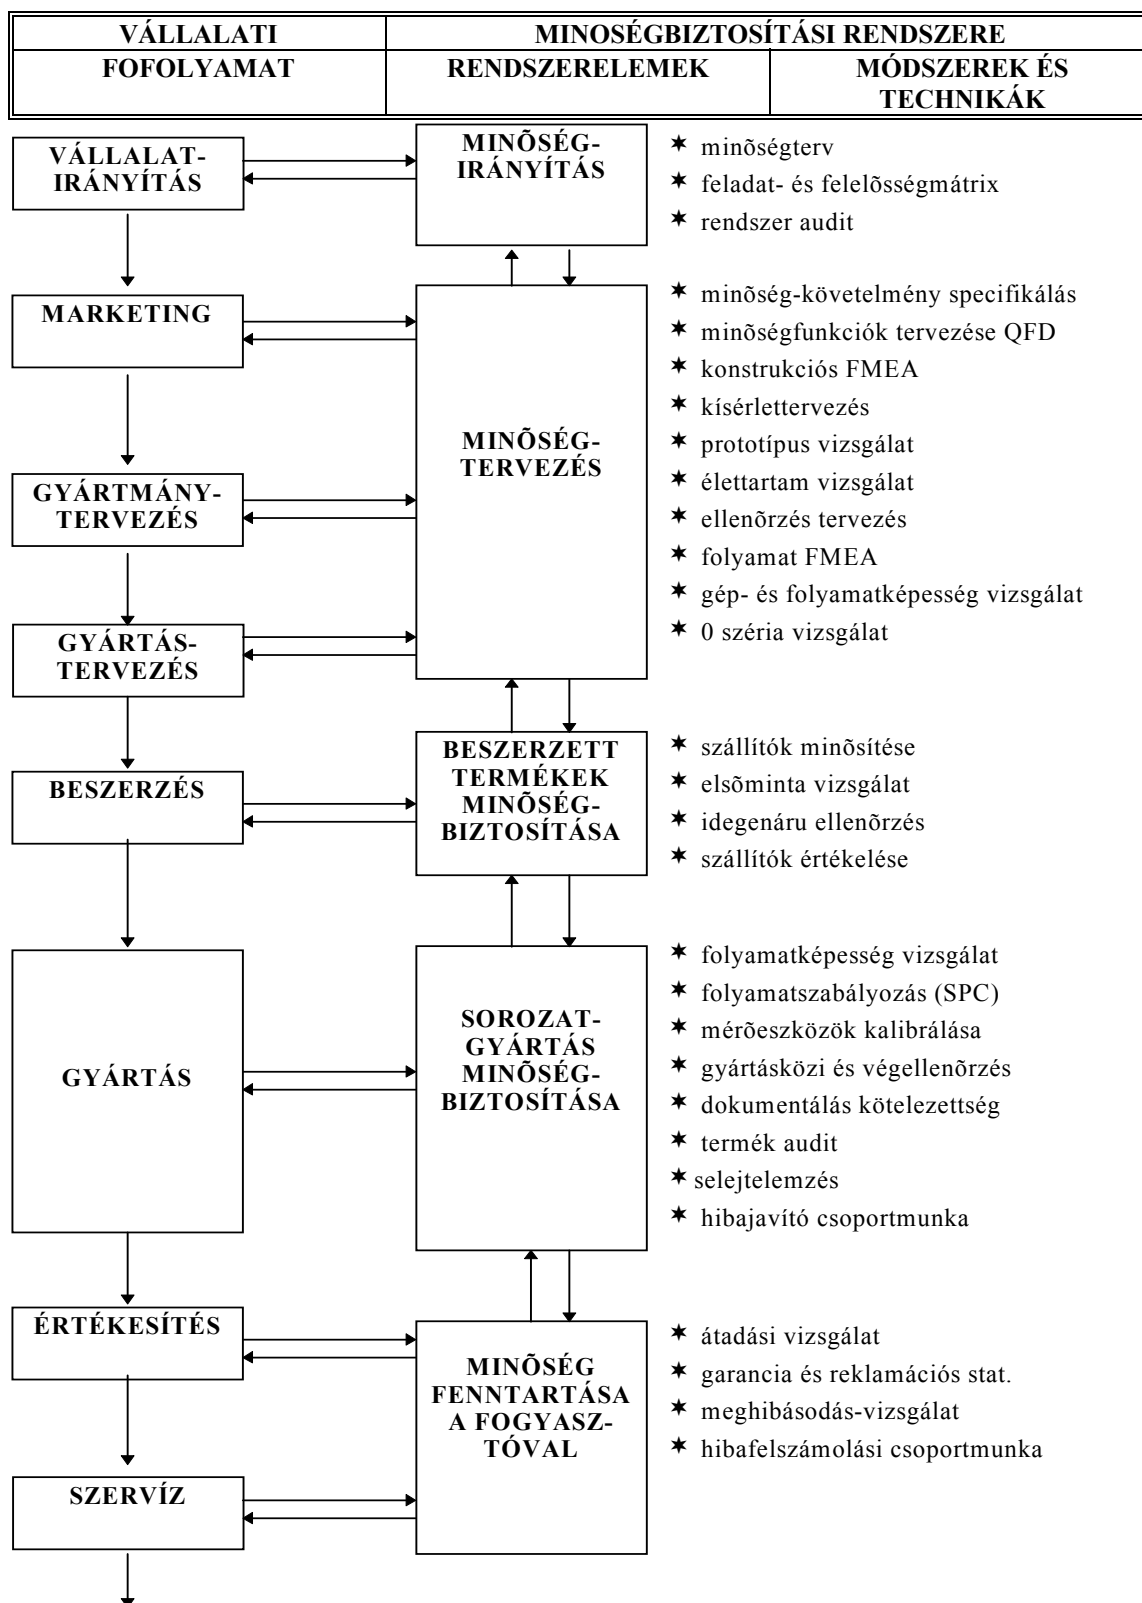 VÁLLALATI
FOFOLYAMAT
MINOSÉGBIZTOSÍTÁSI RENDSZERE
RENDSZERELEMEK
MÓDSZEREK ÉS
TECHNIKÁK
VÁLLALAT-
IRÁNYÍTÁS
MINÕSÉG-
IRÁNYÍTÁS
✶ minõségterv
✶ feladat- és felelõsségmátrix
✶ rendszer audit
MARKETING
GYÁRTMÁNY-
TERVEZÉS
GYÁRTÁS-
TERVEZÉS
MINÕSÉG-
TERVEZÉS
✶ minõség-követelmény specifikálás
✶ minõségfunkciók tervezése QFD
✶ konstrukciós FMEA
✶ kísérlettervezés
✶ prototípus vizsgálat
✶ élettartam vizsgálat
✶ ellenõrzés tervezés
✶ folyamat FMEA
✶ gép- és folyamatképesség vizsgálat
✶ 0 széria vizsgálat
BESZERZÉS
BESZERZETT
TERMÉKEK
MINÕSÉG-
BIZTOSÍTÁSA
✶ szállítók minõsítése
✶ elsõminta vizsgálat
✶ idegenáru ellenõrzés
✶ szállítók értékelése
GYÁRTÁS
SOROZAT-
GYÁRTÁS
MINÕSÉG-
BIZTOSÍTÁSA
✶ folyamatképesség vizsgálat
✶ folyamatszabályozás (SPC)
✶ mérõeszközök kalibrálása
✶ gyártásközi és végellenõrzés
✶ dokumentálás kötelezettség
✶ termék audit
✶ selejtelemzés
✶ hibajavító csoportmunka
ÉRTÉKESÍTÉS
SZERVÍZ
MINÕSÉG
FENNTARTÁSA
A FOGYASZ-
TÓVAL
✶ átadási vizsgálat
✶ garancia és reklamációs stat.
✶ meghibásodás-vizsgálat
✶ hibafelszámolási csoportmunka